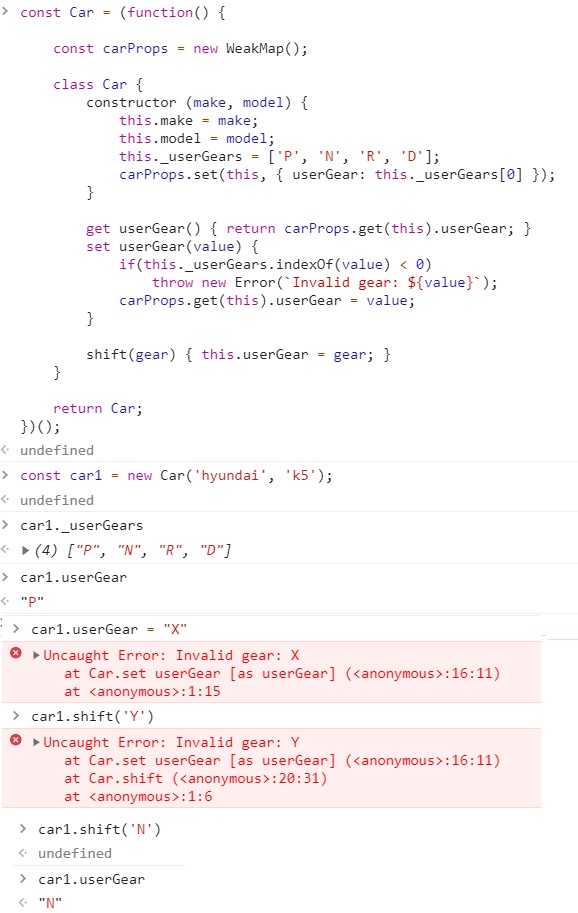 > const Car = (function() {
    const carProps = new WeakMap();
    class Car {
        constructor (make, model) {
            this.make = make;
            this.model = model;
            this._userGears = ['P', 'N', 'R', 'D'];
            carProps.set(this, { userGear: this._userGears[0] });
        }
        get userGear() { return carProps.get(this).userGear; }
        set userGear(value) {
            if(this._userGears.indexOf(value) < 0)
                throw new Error(`Invalid gear: ${value}`);
            carProps.get(this).userGear = value;
        }
        shift(gear) { this.userGear = gear; }
    }
    return Car;
})();
undefined
> const car1 = new Car('hyundai', 'k5');
undefined
> car1._userGears
(4) ["P", "N", "R", "D"]
> car1.userGear
"P"
> car1.userGear = "X"
Uncaught Error: Invalid gear: X
    at Car.set userGear [as userGear] (<anonymous>:16:11)
    at <anonymous>:1:15
> car1.shift('Y')
Uncaught Error: Invalid gear: Y
    at Car.set userGear [as userGear] (<anonymous>:16:11)
    at Car.shift (<anonymous>:20:31)
    at <anonymous>:1:6
> car1.shift('N')
undefined
> car1.userGear
"N"